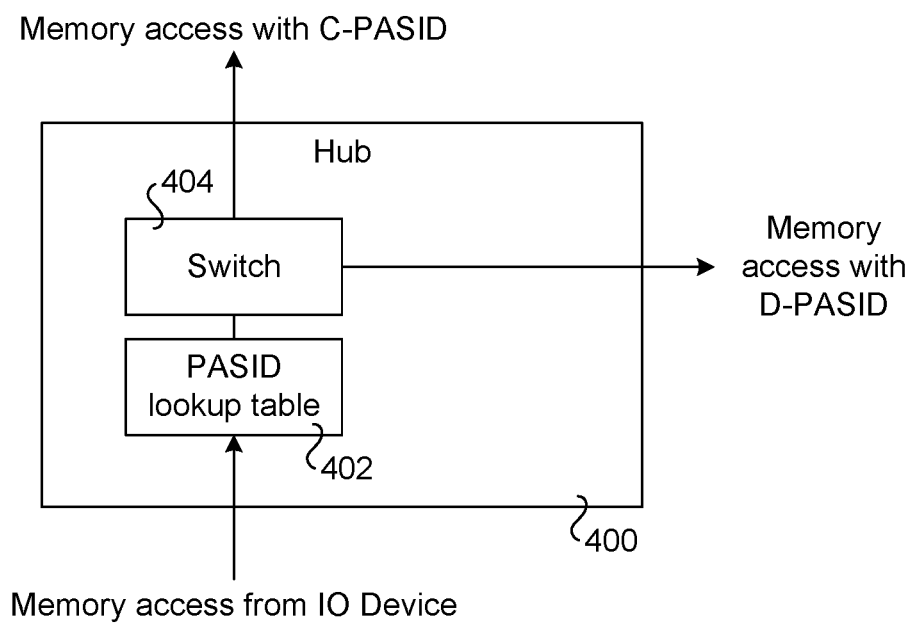 Memory access with C-PASID
Hub
404
Switch
Memory
access with
D-PASID
PASID
lookup table
402
400
Memory access from IO Device